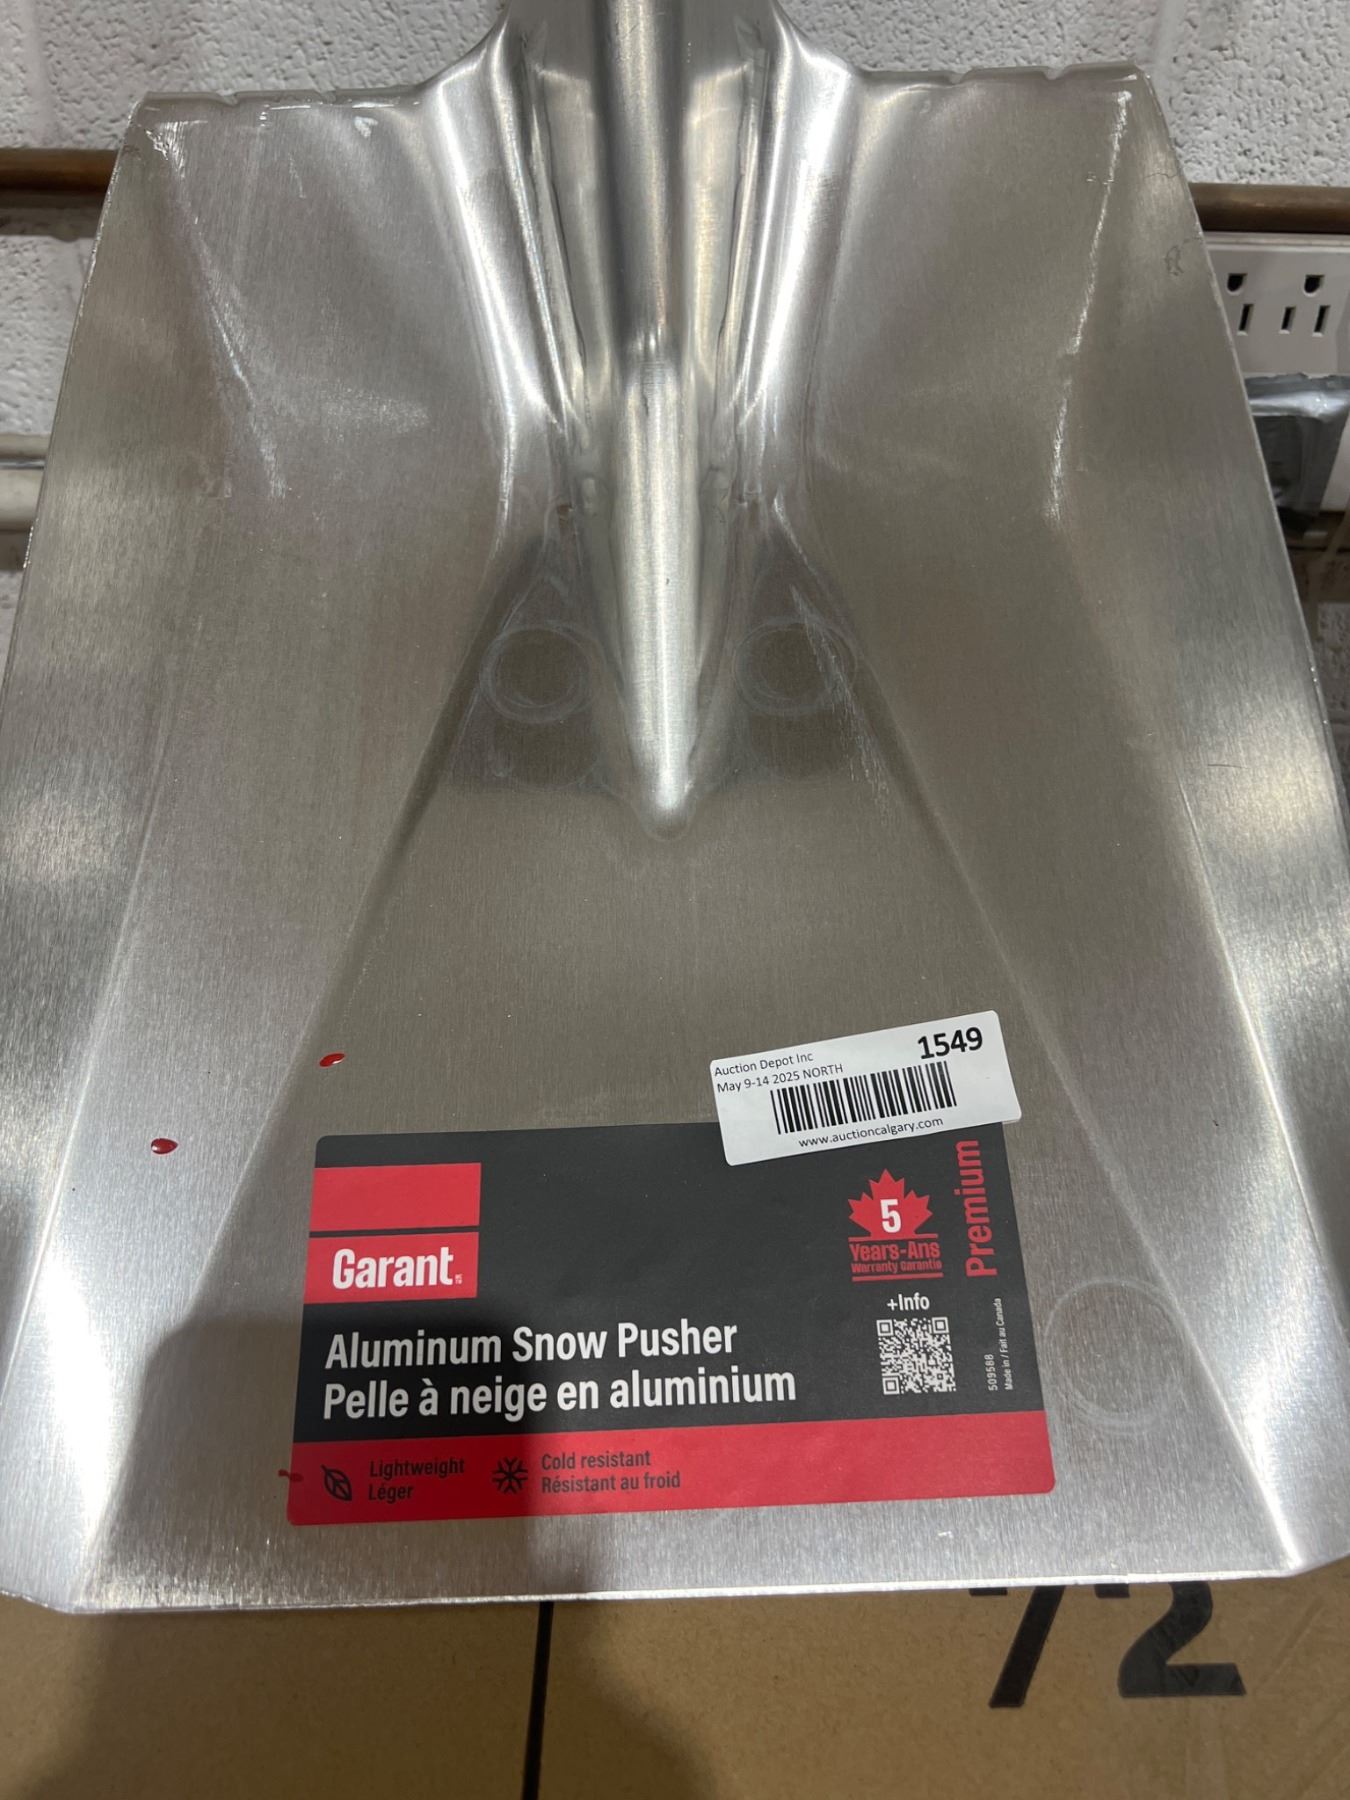 Auction Depot Inc
1549
May 9-14 2025 NORTH
www.auctioncalgary.com
Garant
Premium
5
Years-Ans
Warranty Garantie
+Info
509588
Made in / Fait au Canada
Aluminum Snow Pusher
Pelle à neige en aluminium
Lightweight
Léger
Cold resistant
Résistant au froid
72